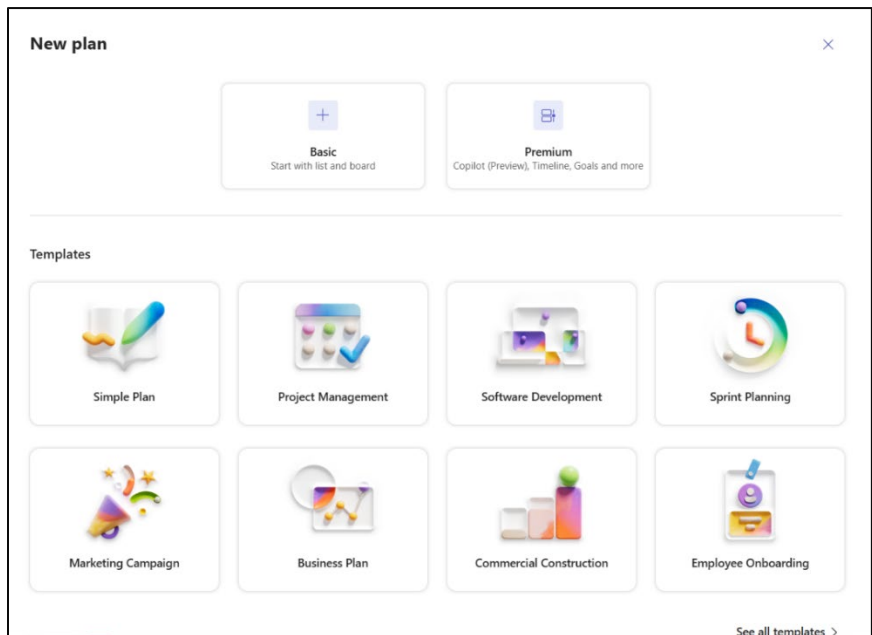 New plan
Basic
Start with list and board
Premium
Copilot (Preview), Timeline, Goals and more
Templates
Simple Plan
Project Management
Software Development
Sprint Planning
Marketing Campaign
Business Plan
Commercial Construction
Employee Onboarding
See all templates